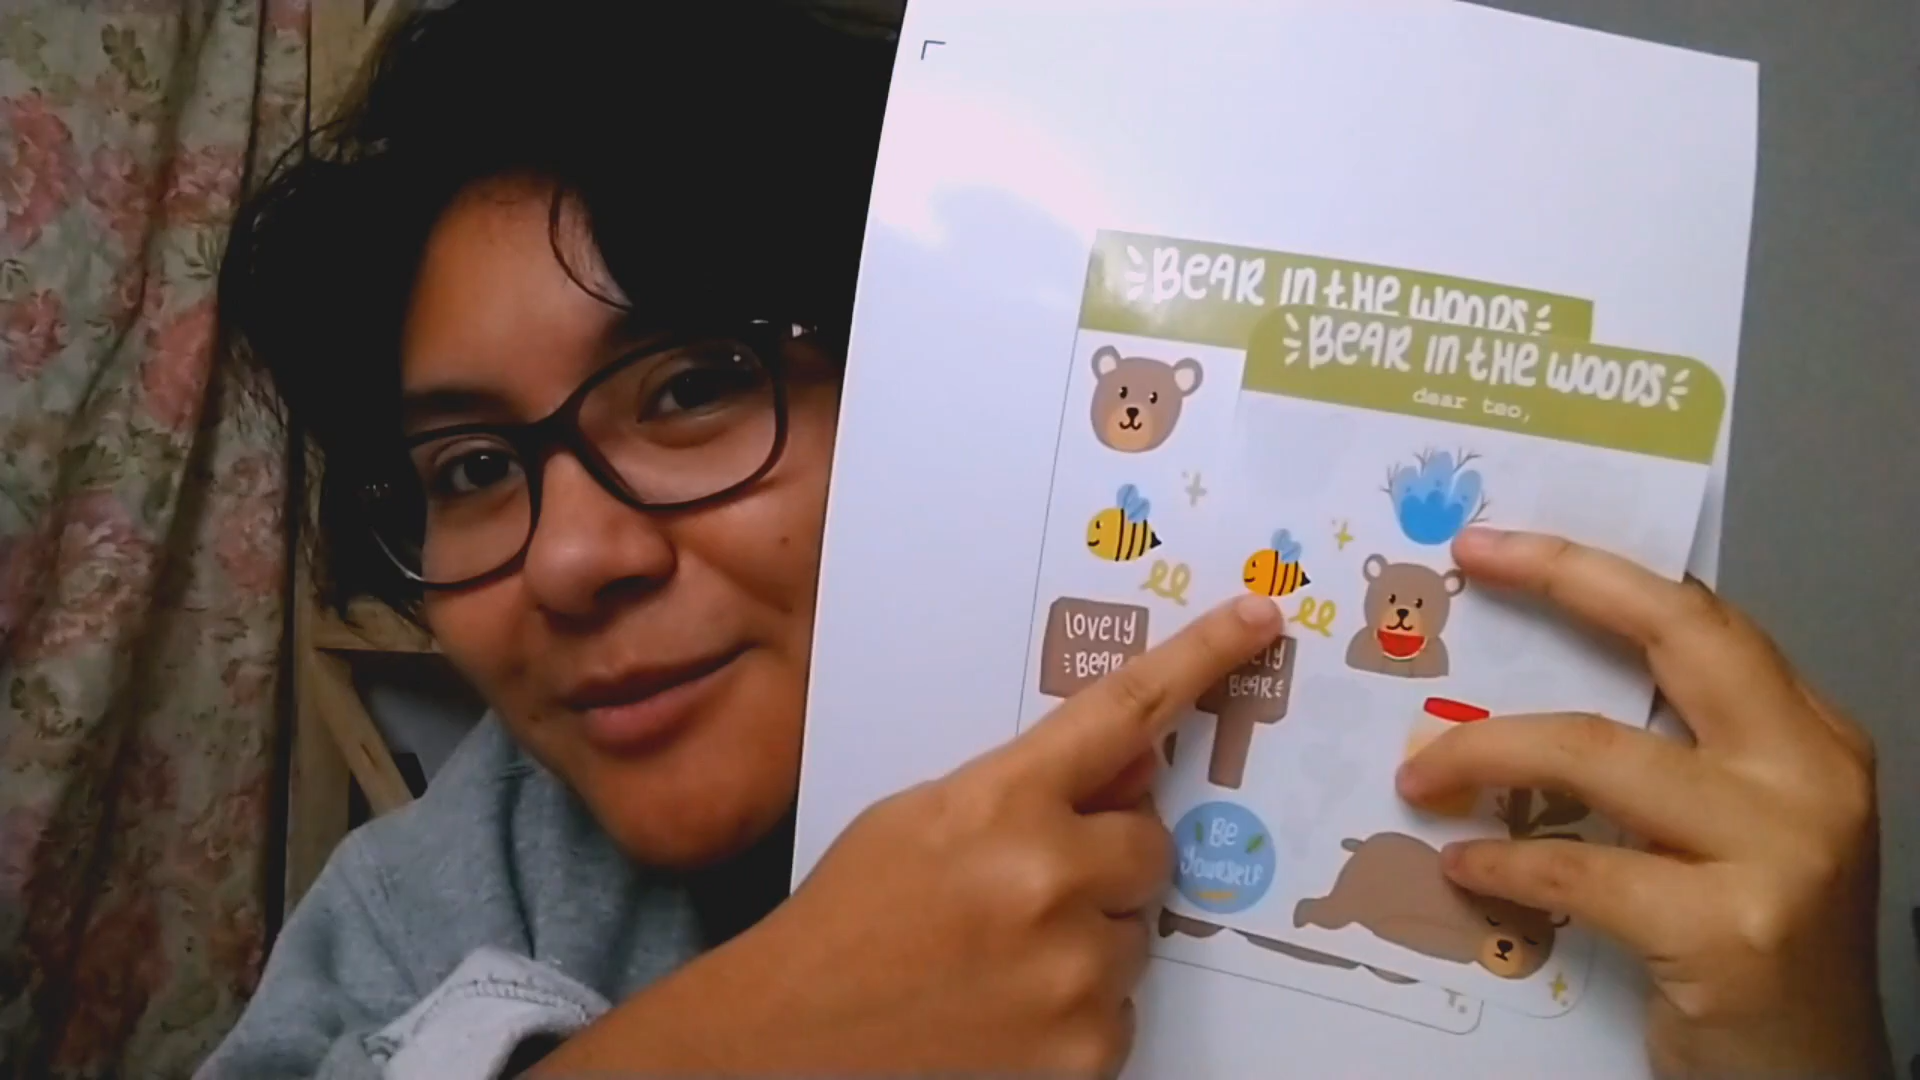 BEAR IN THE WOODS
BEAR IN THE WOODS
dear teo,
lovely
BEAR
BEAR
Be
Yourself